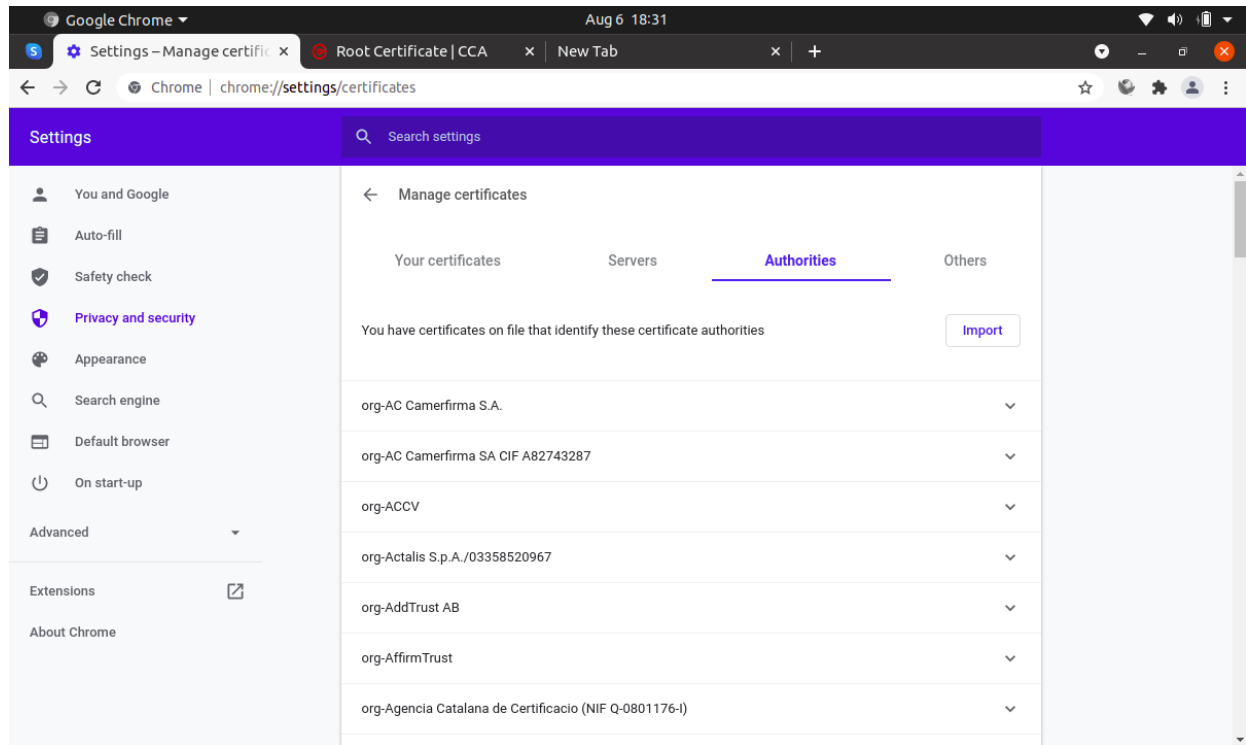 Google Chrome
Aug 6 18:31
S
Settings – Manage certific
Root Certificate | CCA
New Tab
Chrome | chrome://settings/certificates
Settings
Search settings
You and Google
Auto-fill
Safety check
Privacy and security
Appearance
Search engine
Default browser
On start-up
Advanced
Extensions
About Chrome
Manage certificates
Your certificates Servers Authorities Others
You have certificates on file that identify these certificate authorities
Import
org-AC Camerfirma S.A.
org-AC Camerfirma SA CIF A82743287
org-ACCV
org-Actalis S.p.A./03358520967
org-AddTrust AB
org-AffirmTrust
org-Agencia Catalana de Certificacio (NIF Q-0801176-I)